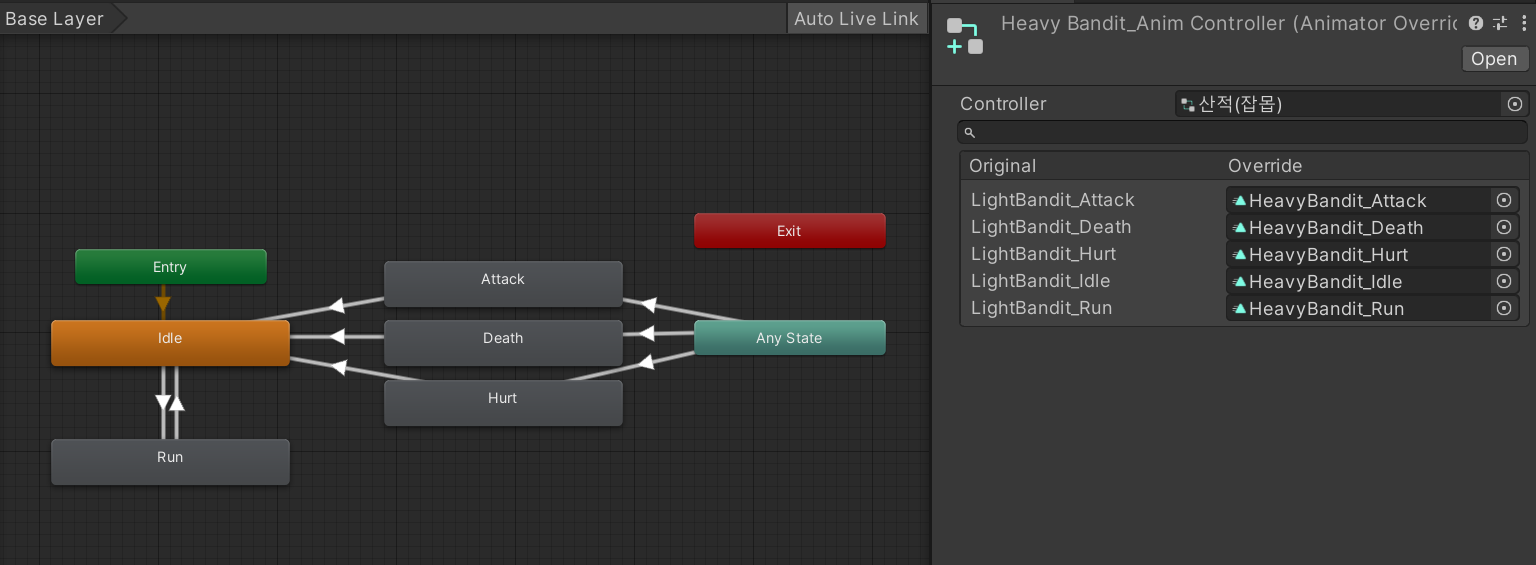 Base Layer
Auto Live Link
Exit
Entry
Attack
Idle
Death
Any State
Hurt
Run
Heavy Bandit_Anim Controller (Animator Overri
Open
Controller
산적(잡몹)
Original Override
LightBandit_Attack HeavyBandit_Attack
LightBandit_Death HeavyBandit_Death
LightBandit_Hurt HeavyBandit_Hurt
LightBandit_Idle HeavyBandit_Idle
LightBandit_Run HeavyBandit_Run